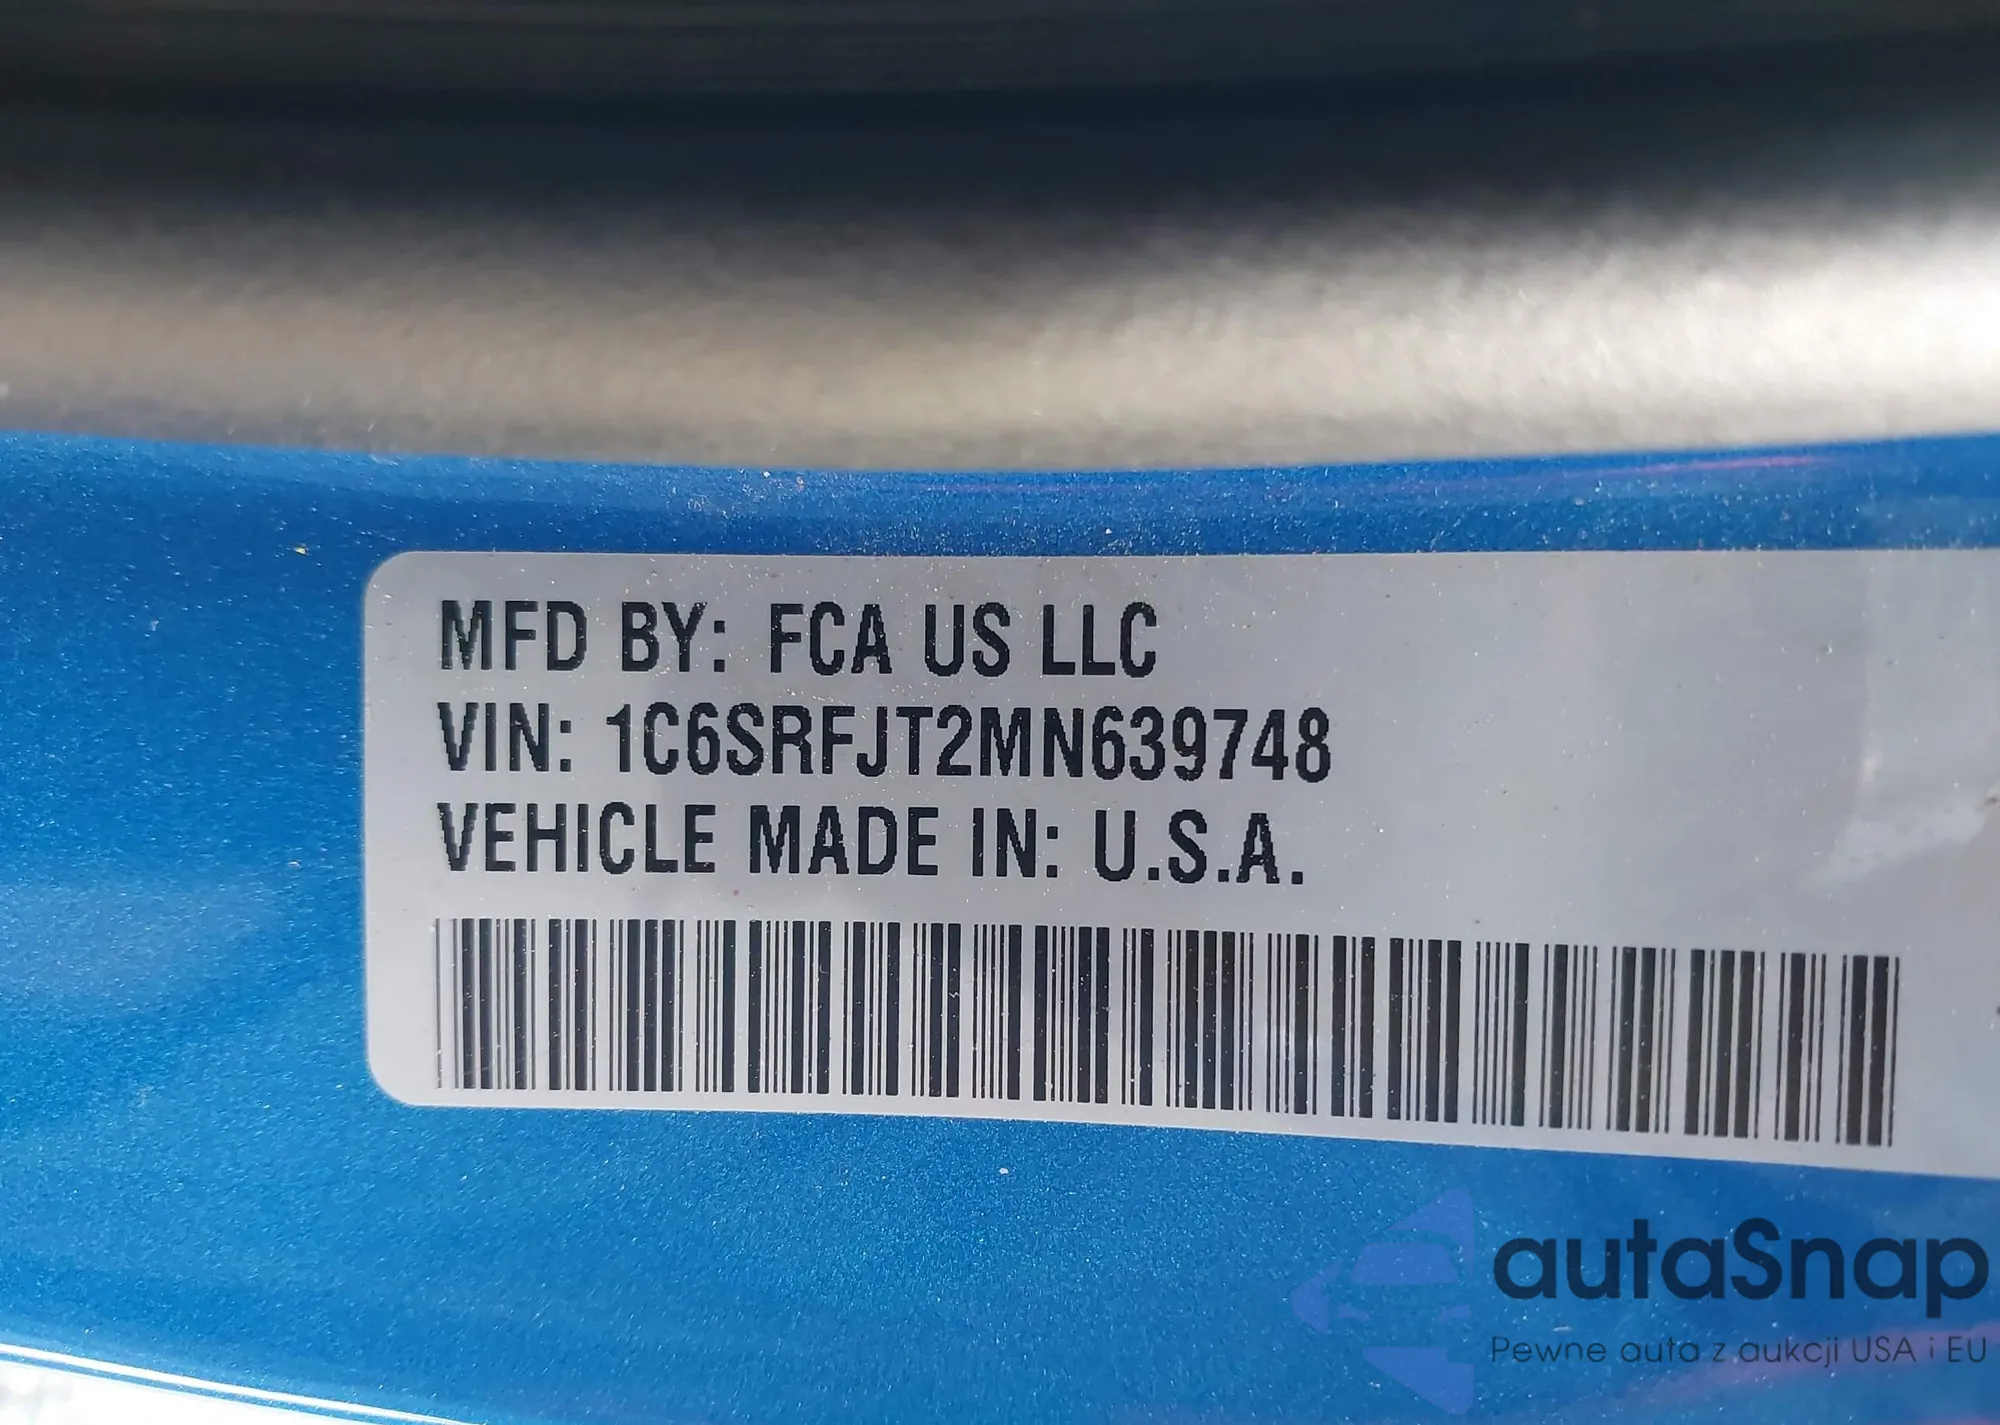 MFD BY: FCA US LLC
VIN: 1C6SRFJT2MN639748
VEHICLE MADE IN: U.S.A.
autaSnap
Pewne auta z aukcji USA i EU